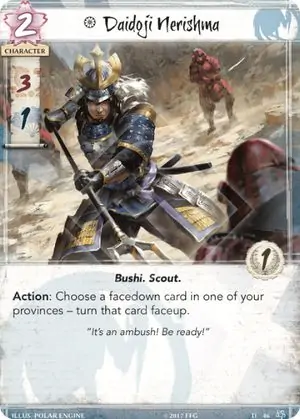 2 Daidoji Nerishma
CHARACTER
3
1
1
Bushi. Scout.
Action: Choose a facedown card in one of your
provinces – turn that card faceup.
“It’s an ambush! Be ready!”
ILLUS. POLAR ENGINE © 2017 FFG